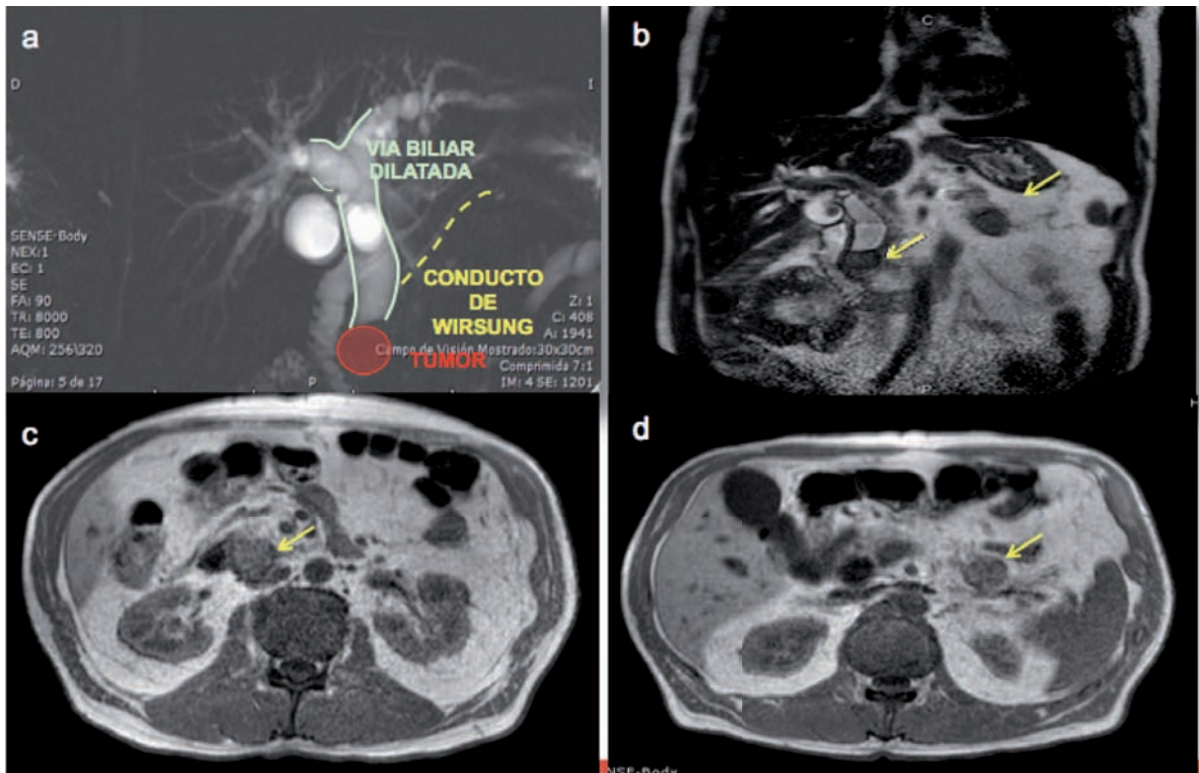 a
D
I
VIA BILIAR
DILATADA
SENSE-Body
NEX:1
EC: 1
SE
FA: 90
TR: 8000
TE: 800
AQM: 256\320
Página: 5 de 17
CONDUCTO
DE
WIRSUNG
TUMOR
Z: 1
C: 408
A: 1941
Campo de Visión Mostrado:30x30cm
Comprimida 7:1
IM: 4 SE: 1201
P
b
C
P
c
d
H
NSE-Body